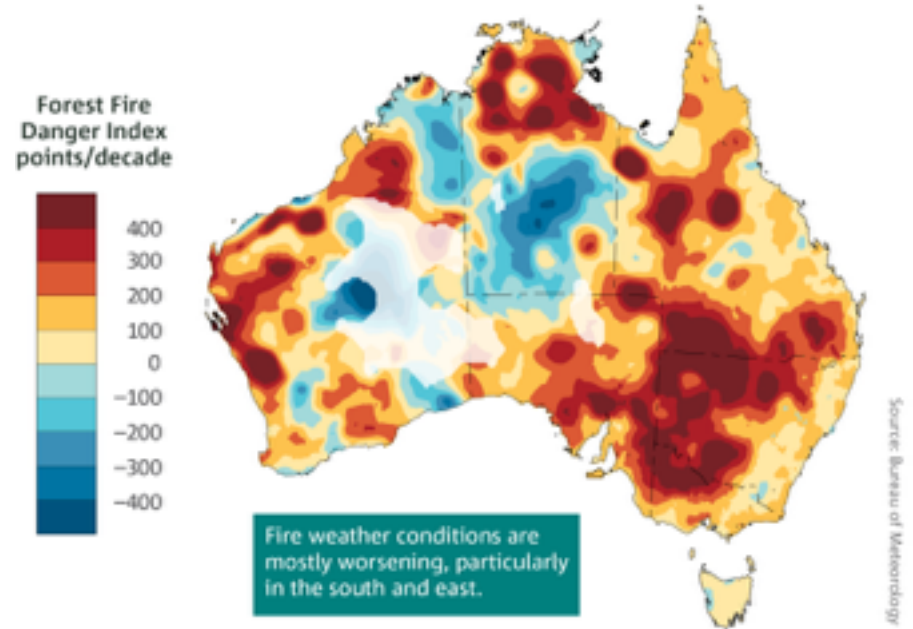 Forest Fire
Danger Index
points/decade
400
300
200
100
0
−100
−200
−300
−400
Fire weather conditions are
mostly worsening, particularly
in the south and east.
Source: Bureau of Meteorology